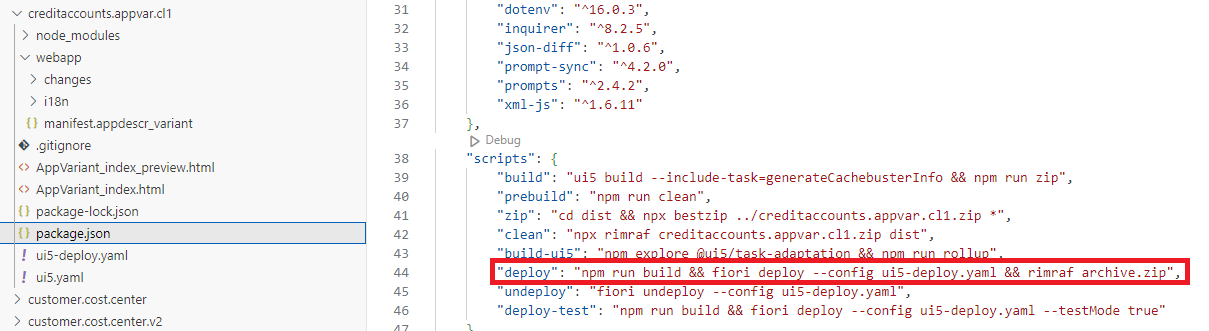 creditaccounts.appvar.cl1
node_modules
webapp
changes
i18n
{} manifest.appdescr_variant
.gitignore
<> AppVariant_index_preview.html
<> AppVariant_index.html
{} package-lock.json
{} package.json
! ui5-deploy.yaml
! ui5.yaml
customer.cost.center
customer.cost.center.v2
31 "dotenv": "^16.0.3",
32 "inquirer": "^8.2.5",
33 "json-diff": "^1.0.6",
34 "prompt-sync": "^4.2.0",
35 "prompts": "^2.4.2",
36 "xml-js": "^1.6.11"
37 },
Debug
38 "scripts": {
39 "build": "ui5 build --include-task=generateCachebusterInfo && npm run zip",
40 "prebuild": "npm run clean",
41 "zip": "cd dist && npx bestzip ../creditaccounts.appvar.cl1.zip *",
42 "clean": "npx rimraf creditaccounts.appvar.cl1.zip dist",
43 "build-ui5": "npm explore @ui5/task-adaptation && npm run rollup",
44 "deploy": "npm run build && fiori deploy --config ui5-deploy.yaml && rimraf archive.zip",
45 "undeploy": "fiori undeploy --config ui5-deploy.yaml",
46 "deploy-test": "npm run build && fiori deploy --config ui5-deploy.yaml --testMode true"
47 }